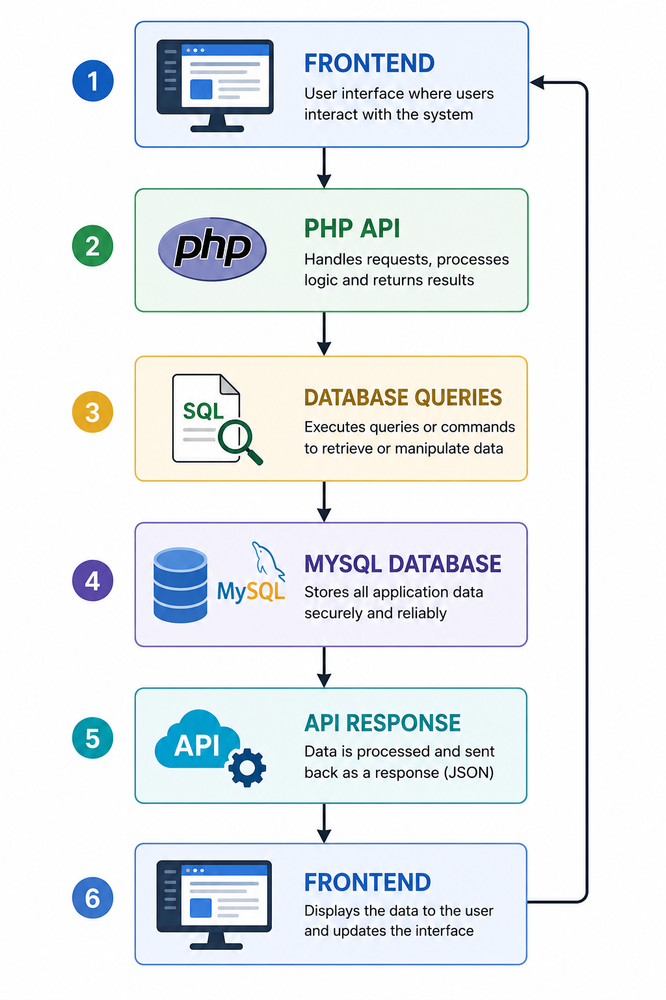 1
FRONTEND
User interface where users
interact with the system
2
php
PHP API
Handles requests, processes
logic and returns results
3
SQL
DATABASE QUERIES
Executes queries or commands
to retrieve or manipulate data
4
MySQL
MYSQL DATABASE
Stores all application data
securely and reliably
5
API
API RESPONSE
Data is processed and sent
back as a response (JSON)
6
FRONTEND
Displays the data to the user
and updates the interface